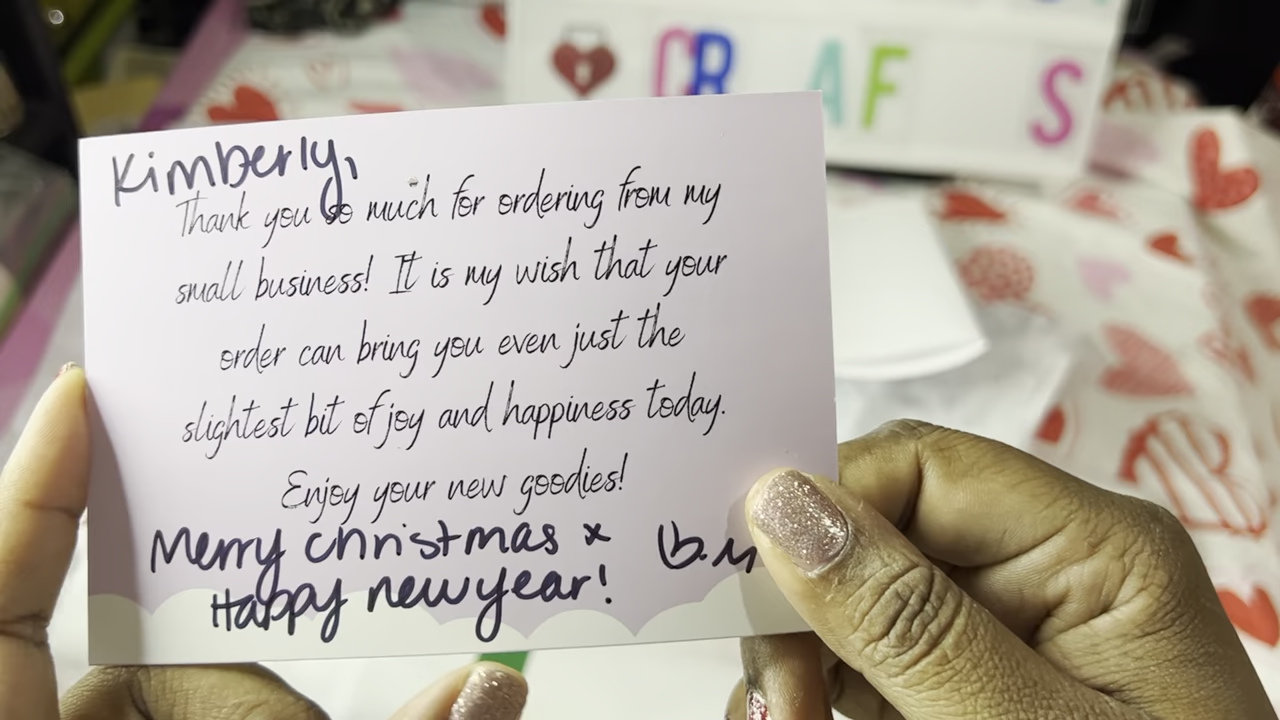 CR AF S
Kimberly,
Thank you so much for ordering from my
small business! It is my wish that your
order can bring you even just the
slightest bit of joy and happiness today.
Enjoy your new goodies!
Merry christmas x
Happy new year!